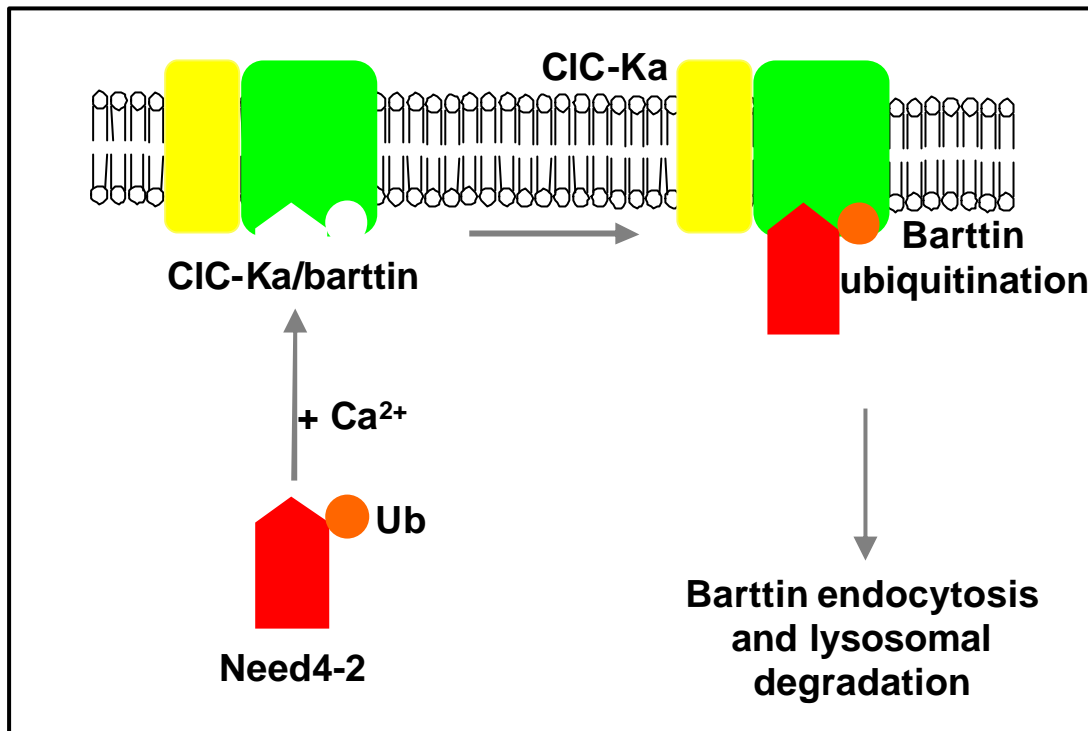 ClC-Ka
ClC-Ka/barttin
Barttin
ubiquitination
+ Ca²⁺
Ub
Need4-2
Barttin endocytosis
and lysosomal
degradation